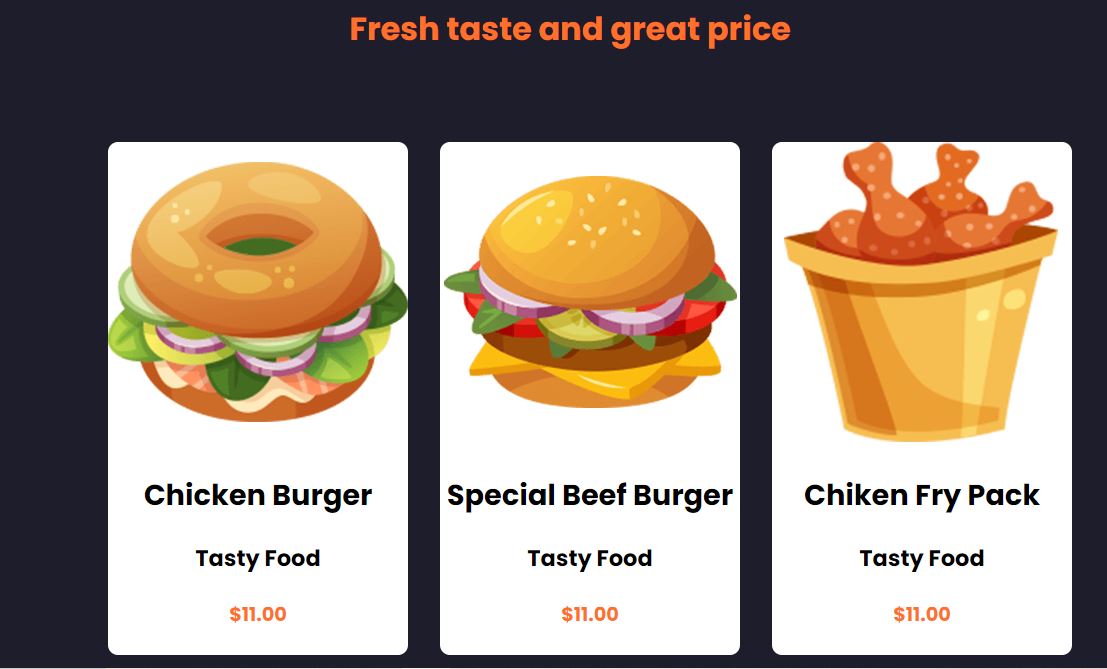 Fresh taste and great price
Chicken Burger
Tasty Food
$11.00
Special Beef Burger
Tasty Food
$11.00
Chiken Fry Pack
Tasty Food
$11.00